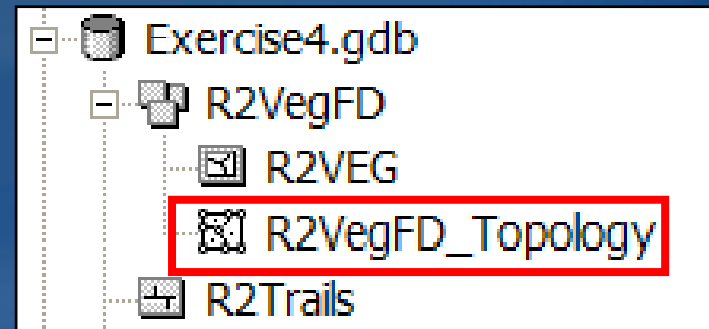 Exercise4.gdb
R2VegFD
R2VEG
R2VegFD_Topology
R2Trails